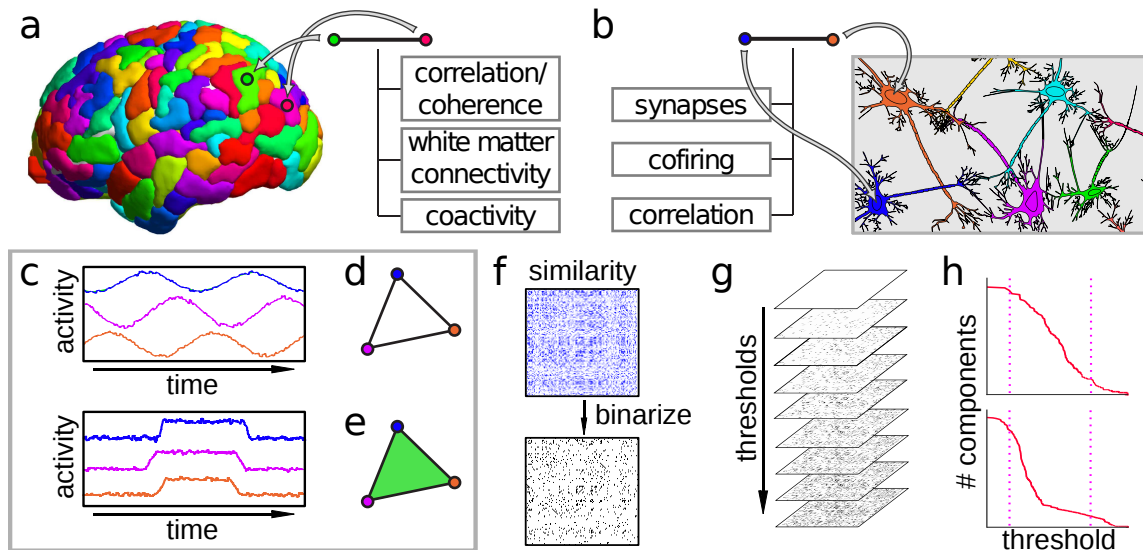 a
correlation/
coherence
white matter
connectivity
coactivity
b
synapses
cofiring
correlation
c
activity
time
activity
time
d
e
f
similarity
binarize
g
thresholds
h
# components
threshold